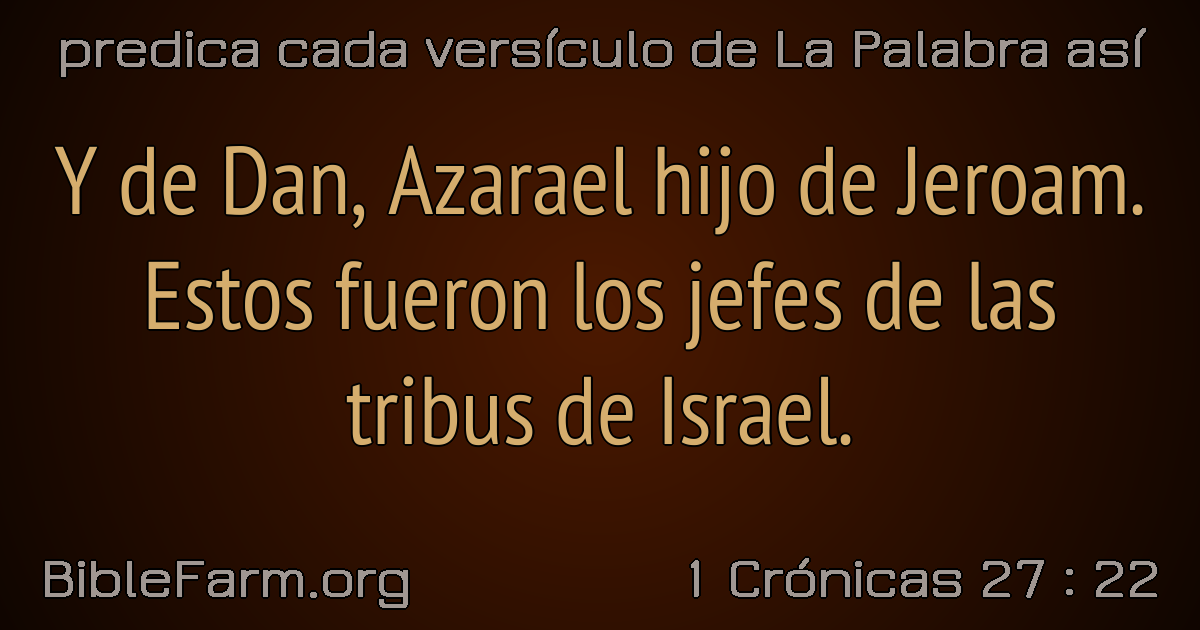 predica cada versículo de La Palabra así
Y de Dan, Azarael hijo de Jeroam.
Estos fueron los jefes de las
tribus de Israel.
BibleFarm.org
1 Crónicas 27 : 22